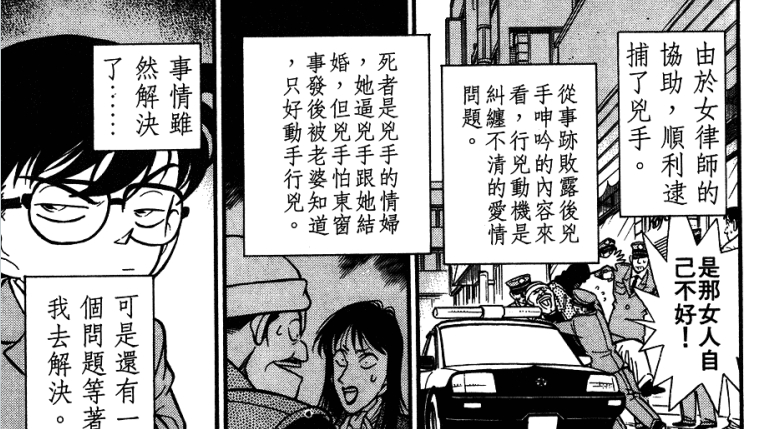 由於女律師的
協助，順利逮
捕了兇手。
是那女人自
己不好！
從事跡敗露後兇
手呻吟的內容來
看，行兇動機是
糾纏不清的愛情
問題。
死者是兇手的情婦
，她逼兇手跟她結
婚，但兇手怕東窗
事發後被老婆知道
，只好動手行兇。
事情雖
然解決
了……
可是還有一
個問題等著
我去解決。